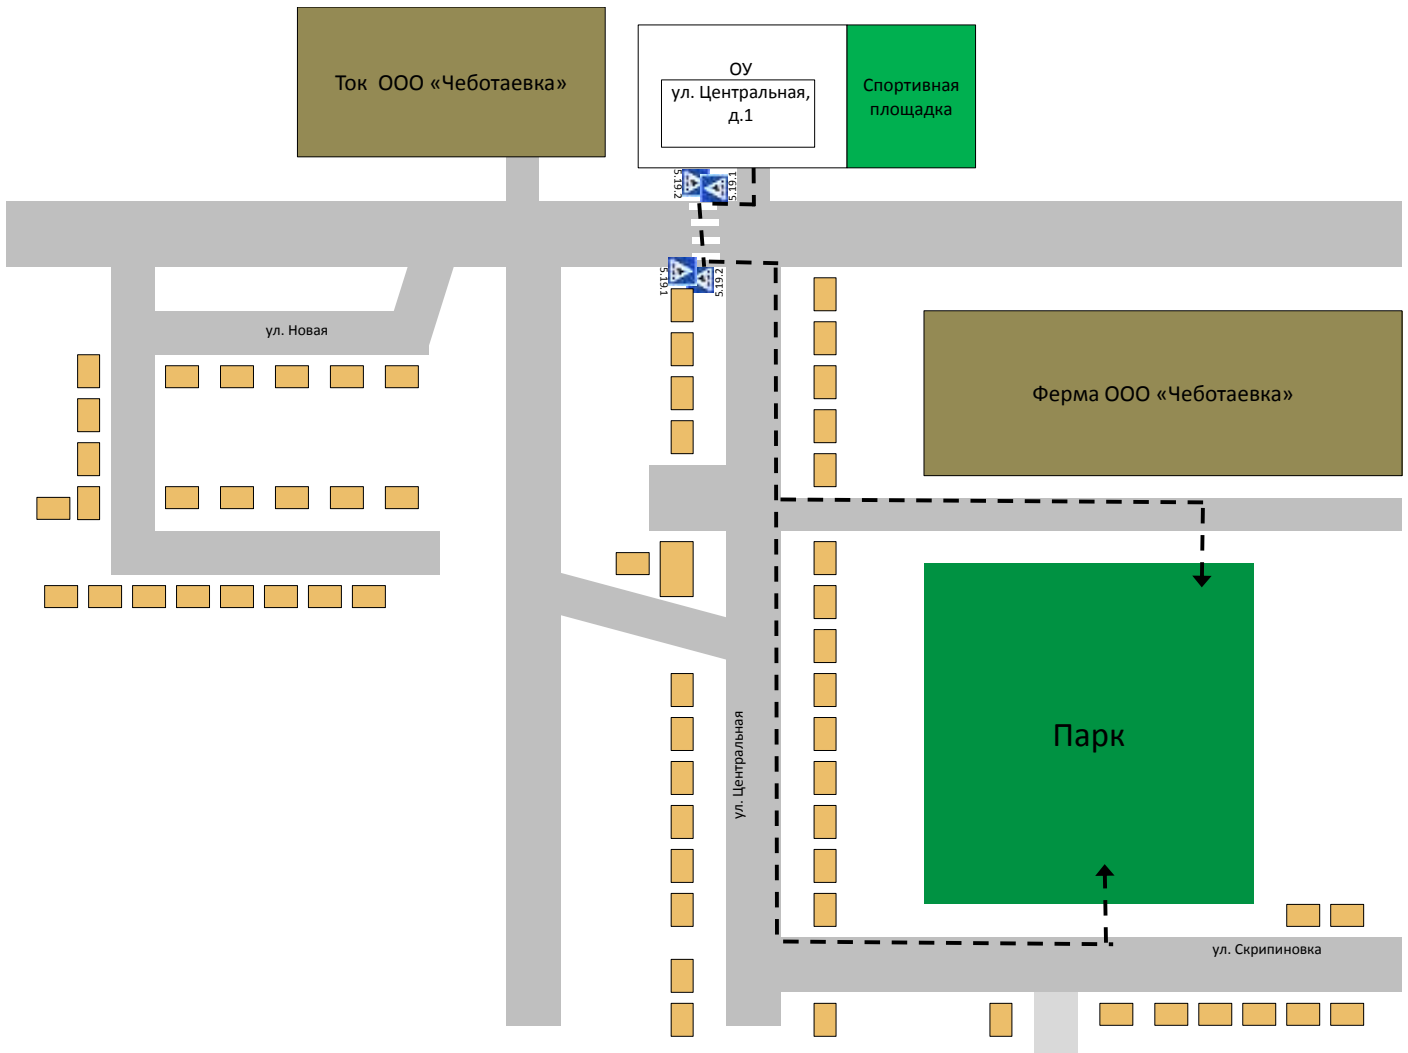 Ток ООО «Чеботаевка»
ОУ
ул. Центральная,
д.1
Спортивная
площадка
5.19.2
5.19.1
5.19.1
5.19.2
ул. Новая
Ферма ООО «Чеботаевка»
Парк
ул. Центральная
ул. Скрипиновка